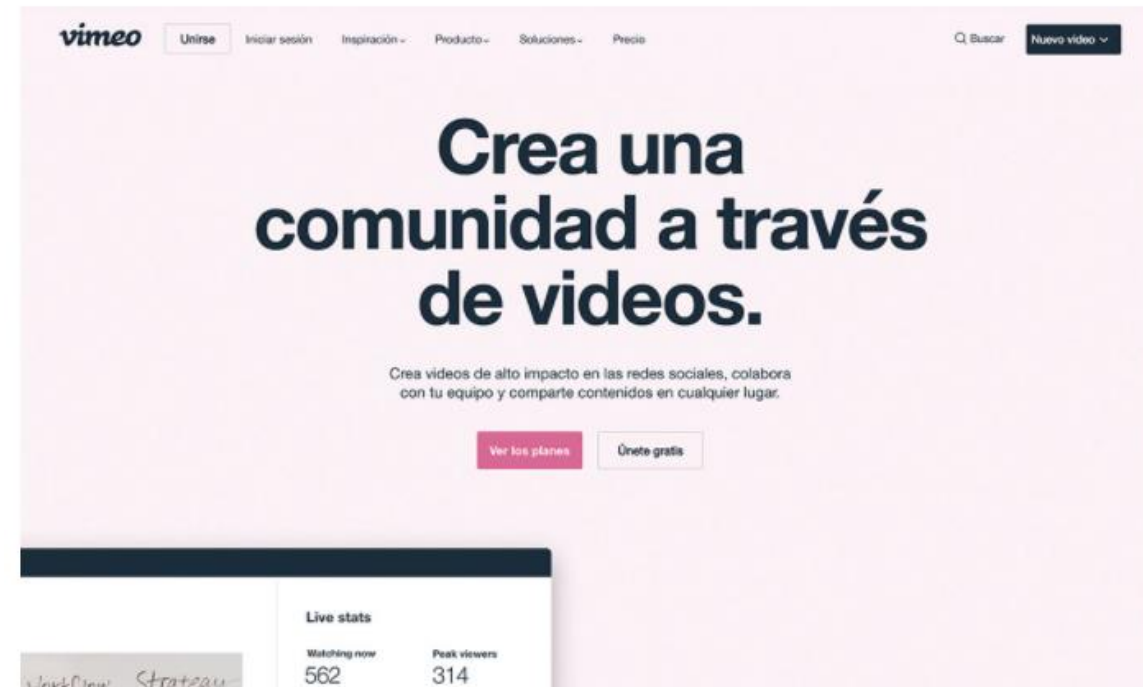 vimeo Unirse Iniciar sesión Inspiración Producto Soluciones Precio Buscar Nuevo video
Crea una
comunidad a través
de videos.
Crea videos de alto impacto en las redes sociales, colabora
con tu equipo y comparte contenidos en cualquier lugar.
Ver los planes Únete gratis
Live stats
Watching now Peak viewers
562 314
Workflow